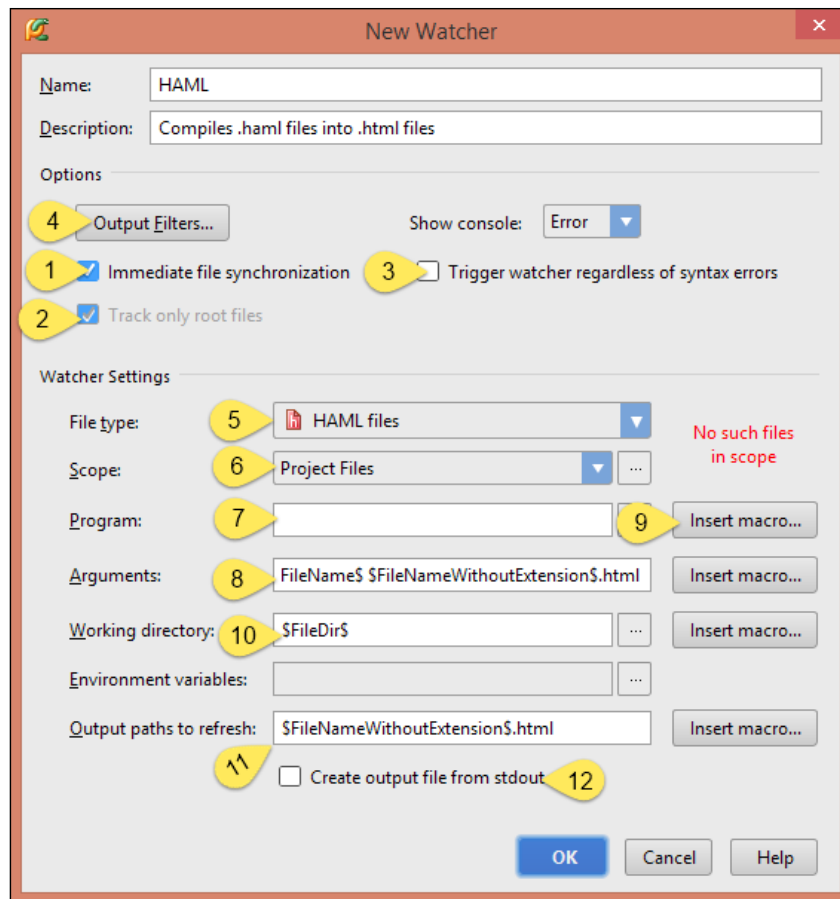 New Watcher
Name: HAML
Description: Compiles .haml files into .html files
Options
4 Output Filters... Show console: Error
1 Immediate file synchronization 3 Trigger watcher regardless of syntax errors
2 Track only root files
Watcher Settings
File type: 5 HAML files
No such files
in scope
Scope: 6 Project Files ...
Program: 7 9 Insert macro...
Arguments: 8 FileName$ $FileNameWithoutExtension$.html Insert macro...
Working directory: 10 $FileDir$ ... Insert macro...
Environment variables: ...
Output paths to refresh: $FileNameWithoutExtension$.html Insert macro...
11 Create output file from stdout 12
OK Cancel Help